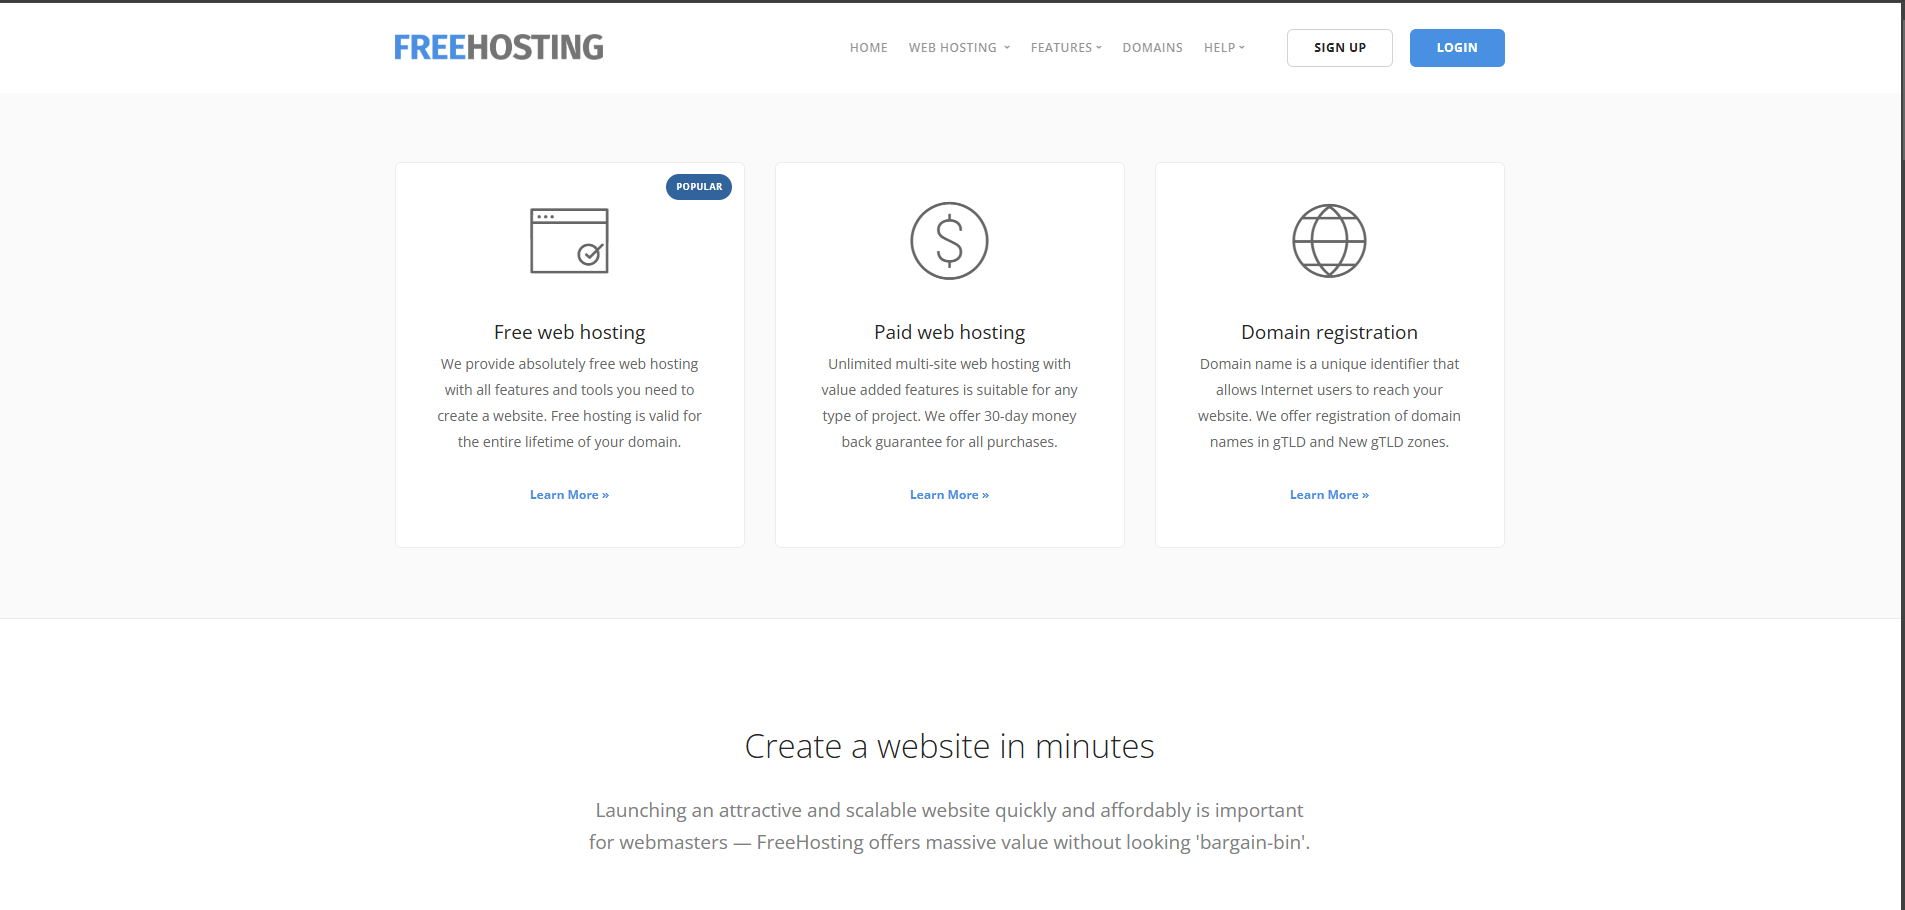 FREEHOSTING
HOME WEB HOSTING FEATURES DOMAINS HELP SIGN UP LOGIN
POPULAR
Free web hosting
We provide absolutely free web hosting
with all features and tools you need to
create a website. Free hosting is valid for
the entire lifetime of your domain.
Learn More »
Paid web hosting
Unlimited multi-site web hosting with
value added features is suitable for any
type of project. We offer 30-day money
back guarantee for all purchases.
Learn More »
Domain registration
Domain name is a unique identifier that
allows Internet users to reach your
website. We offer registration of domain
names in gTLD and New gTLD zones.
Learn More »
Create a website in minutes
Launching an attractive and scalable website quickly and affordably is important
for webmasters — FreeHosting offers massive value without looking 'bargain-bin'.